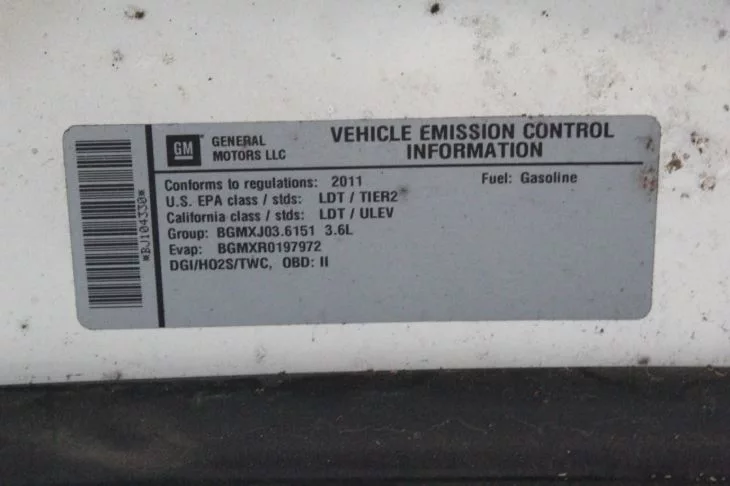 GM
GENERAL
MOTORS LLC
VEHICLE EMISSION CONTROL
INFORMATION
Conforms to regulations: 2011
Fuel: Gasoline
U.S. EPA class / stds: LDT / TIER2
California class / stds: LDT / ULEV
Group: BGMXJ03.6151 3.6L
Evap: BGMXR0197972
DGI/HO2S/TWC, OBD: II
*BJ104330*